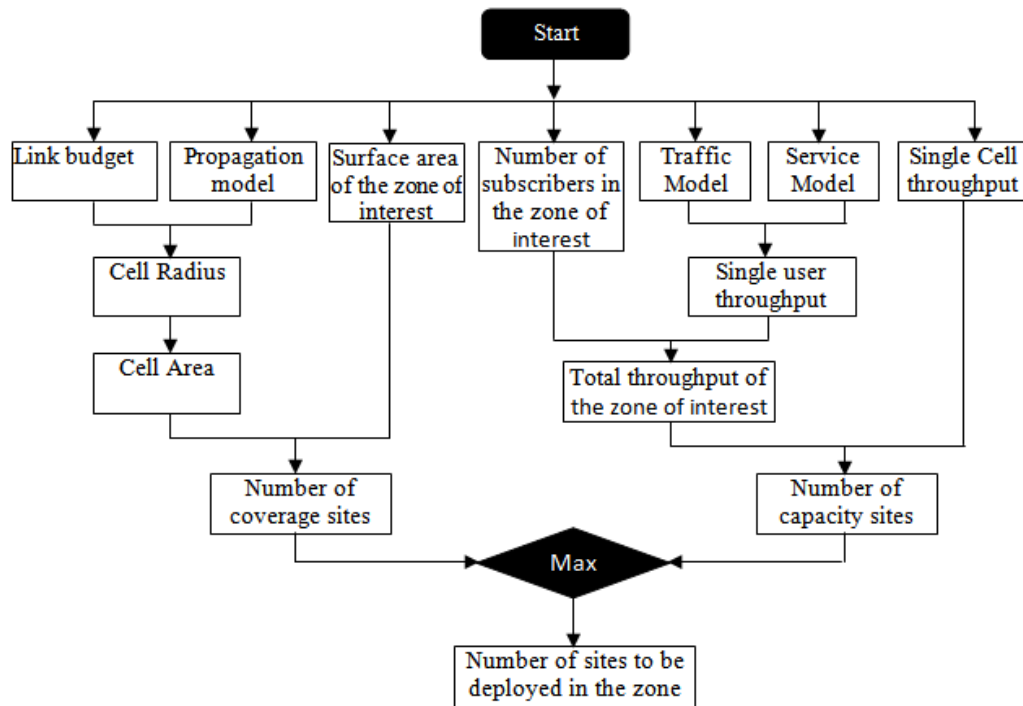 Start
Link budget
Propagation
model
Surface area
of the zone of
interest
Number of
subscribers in
the zone of
interest
Traffic
Model
Service
Model
Single Cell
throughput
Cell Radius
Single user
throughput
Cell Area
Total throughput of
the zone of interest
Number of
coverage sites
Number of
capacity sites
Max
Number of sites to be
deployed in the zone